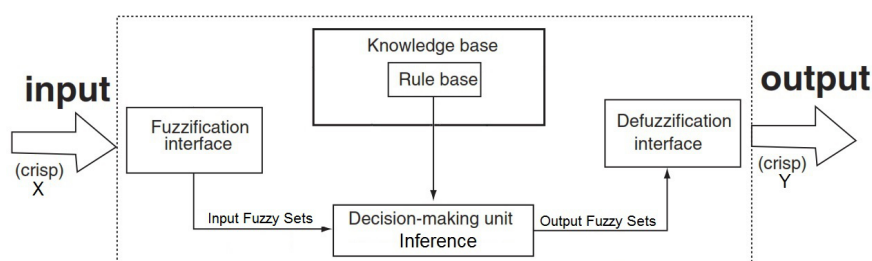 input
(crisp)
X
Fuzzification
interface
Knowledge base
Rule base
Defuzzification
interface
output
(crisp)
Y
Input Fuzzy Sets
Decision-making unit
Inference
Output Fuzzy Sets